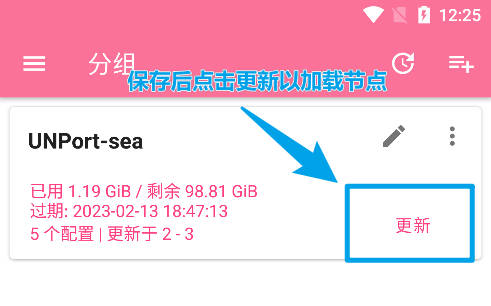 12:25
分组
保存后点击更新以加载节点
UNPort-sea
已用 1.19 GiB / 剩余 98.81 GiB
过期: 2023-02-13 18:47:13
5 个配置 | 更新于 2 - 3
更新